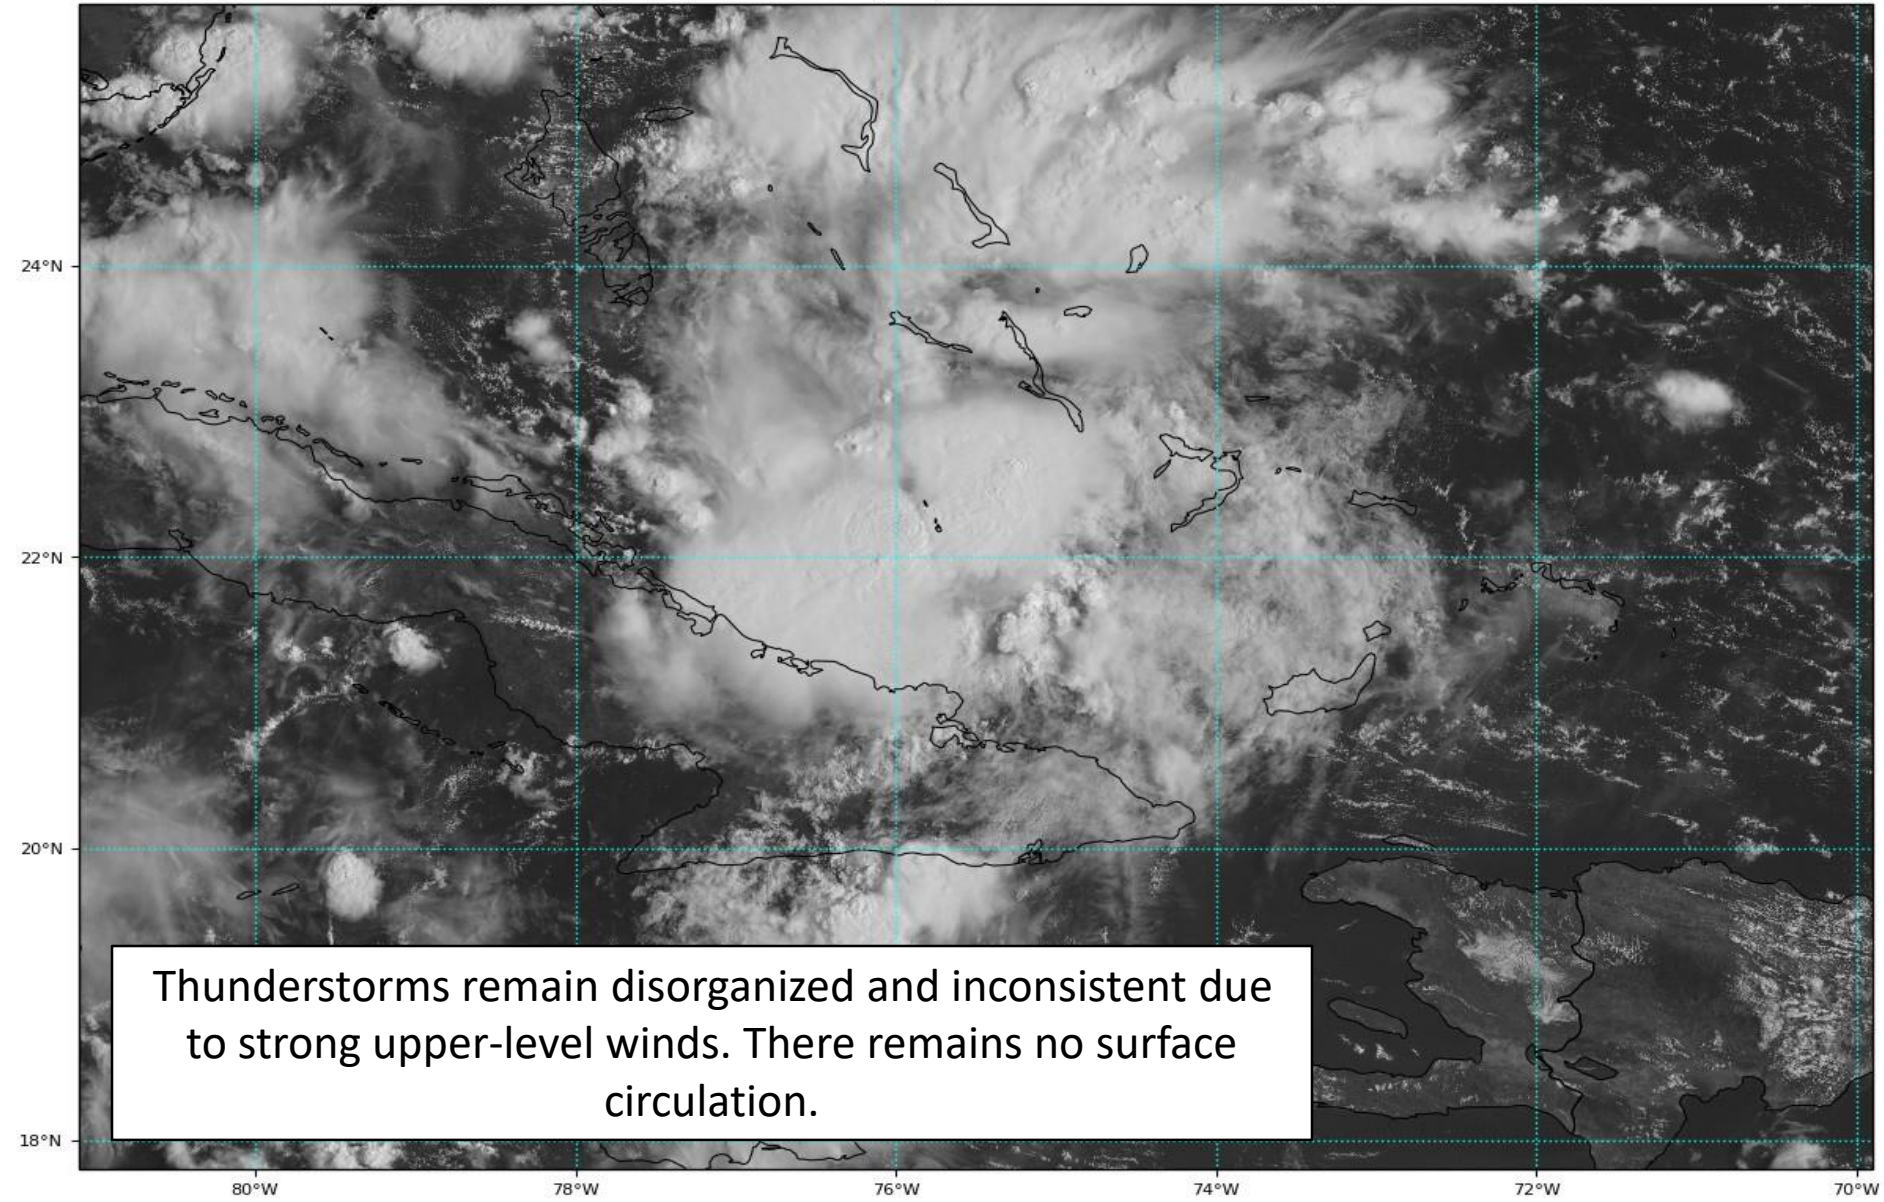 24°N
22°N
20°N
18°N
Thunderstorms remain disorganized and inconsistent due
to strong upper-level winds. There remains no surface
circulation.
80°W
78°W
76°W
74°W
72°W
70°W